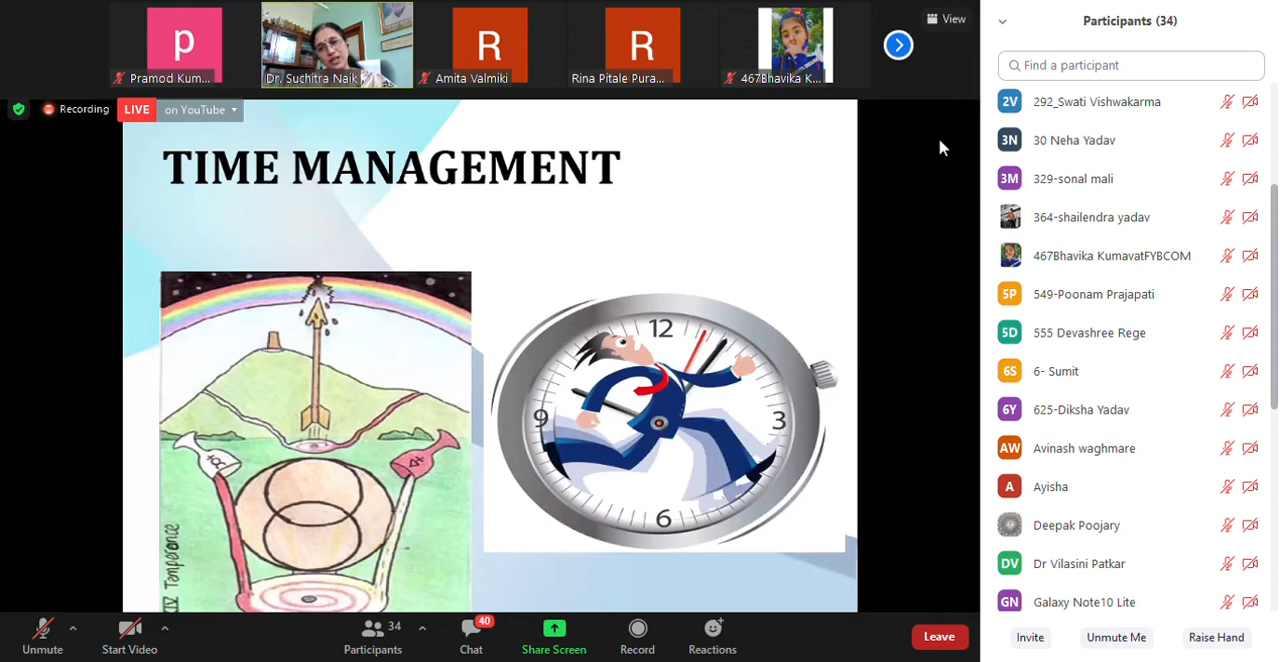 p
R
R
View
Pramod Kum...
Dr. Suchitra Naik
Amita Valmiki
Rina Pitale Pura...
467Bhavika K...
Recording
LIVE
on YouTube
TIME MANAGEMENT
12
3
6
9
XIV Temperence
Unmute
Start Video
34
Participants
40
Chat
Share Screen
Record
Reactions
Leave
Participants (34)
Find a participant
2V 292_Swati Vishwakarma
3N 30 Neha Yadav
3M 329-sonal mali
364-shailendra yadav
467Bhavika KumavatFYBCOM
5P 549-Poonam Prajapati
5D 555 Devashree Rege
6S 6- Sumit
6Y 625-Diksha Yadav
AW Avinash waghmare
A Ayisha
Deepak Poojary
DV Dr Vilasini Patkar
GN Galaxy Note10 Lite
Invite
Unmute Me
Raise Hand